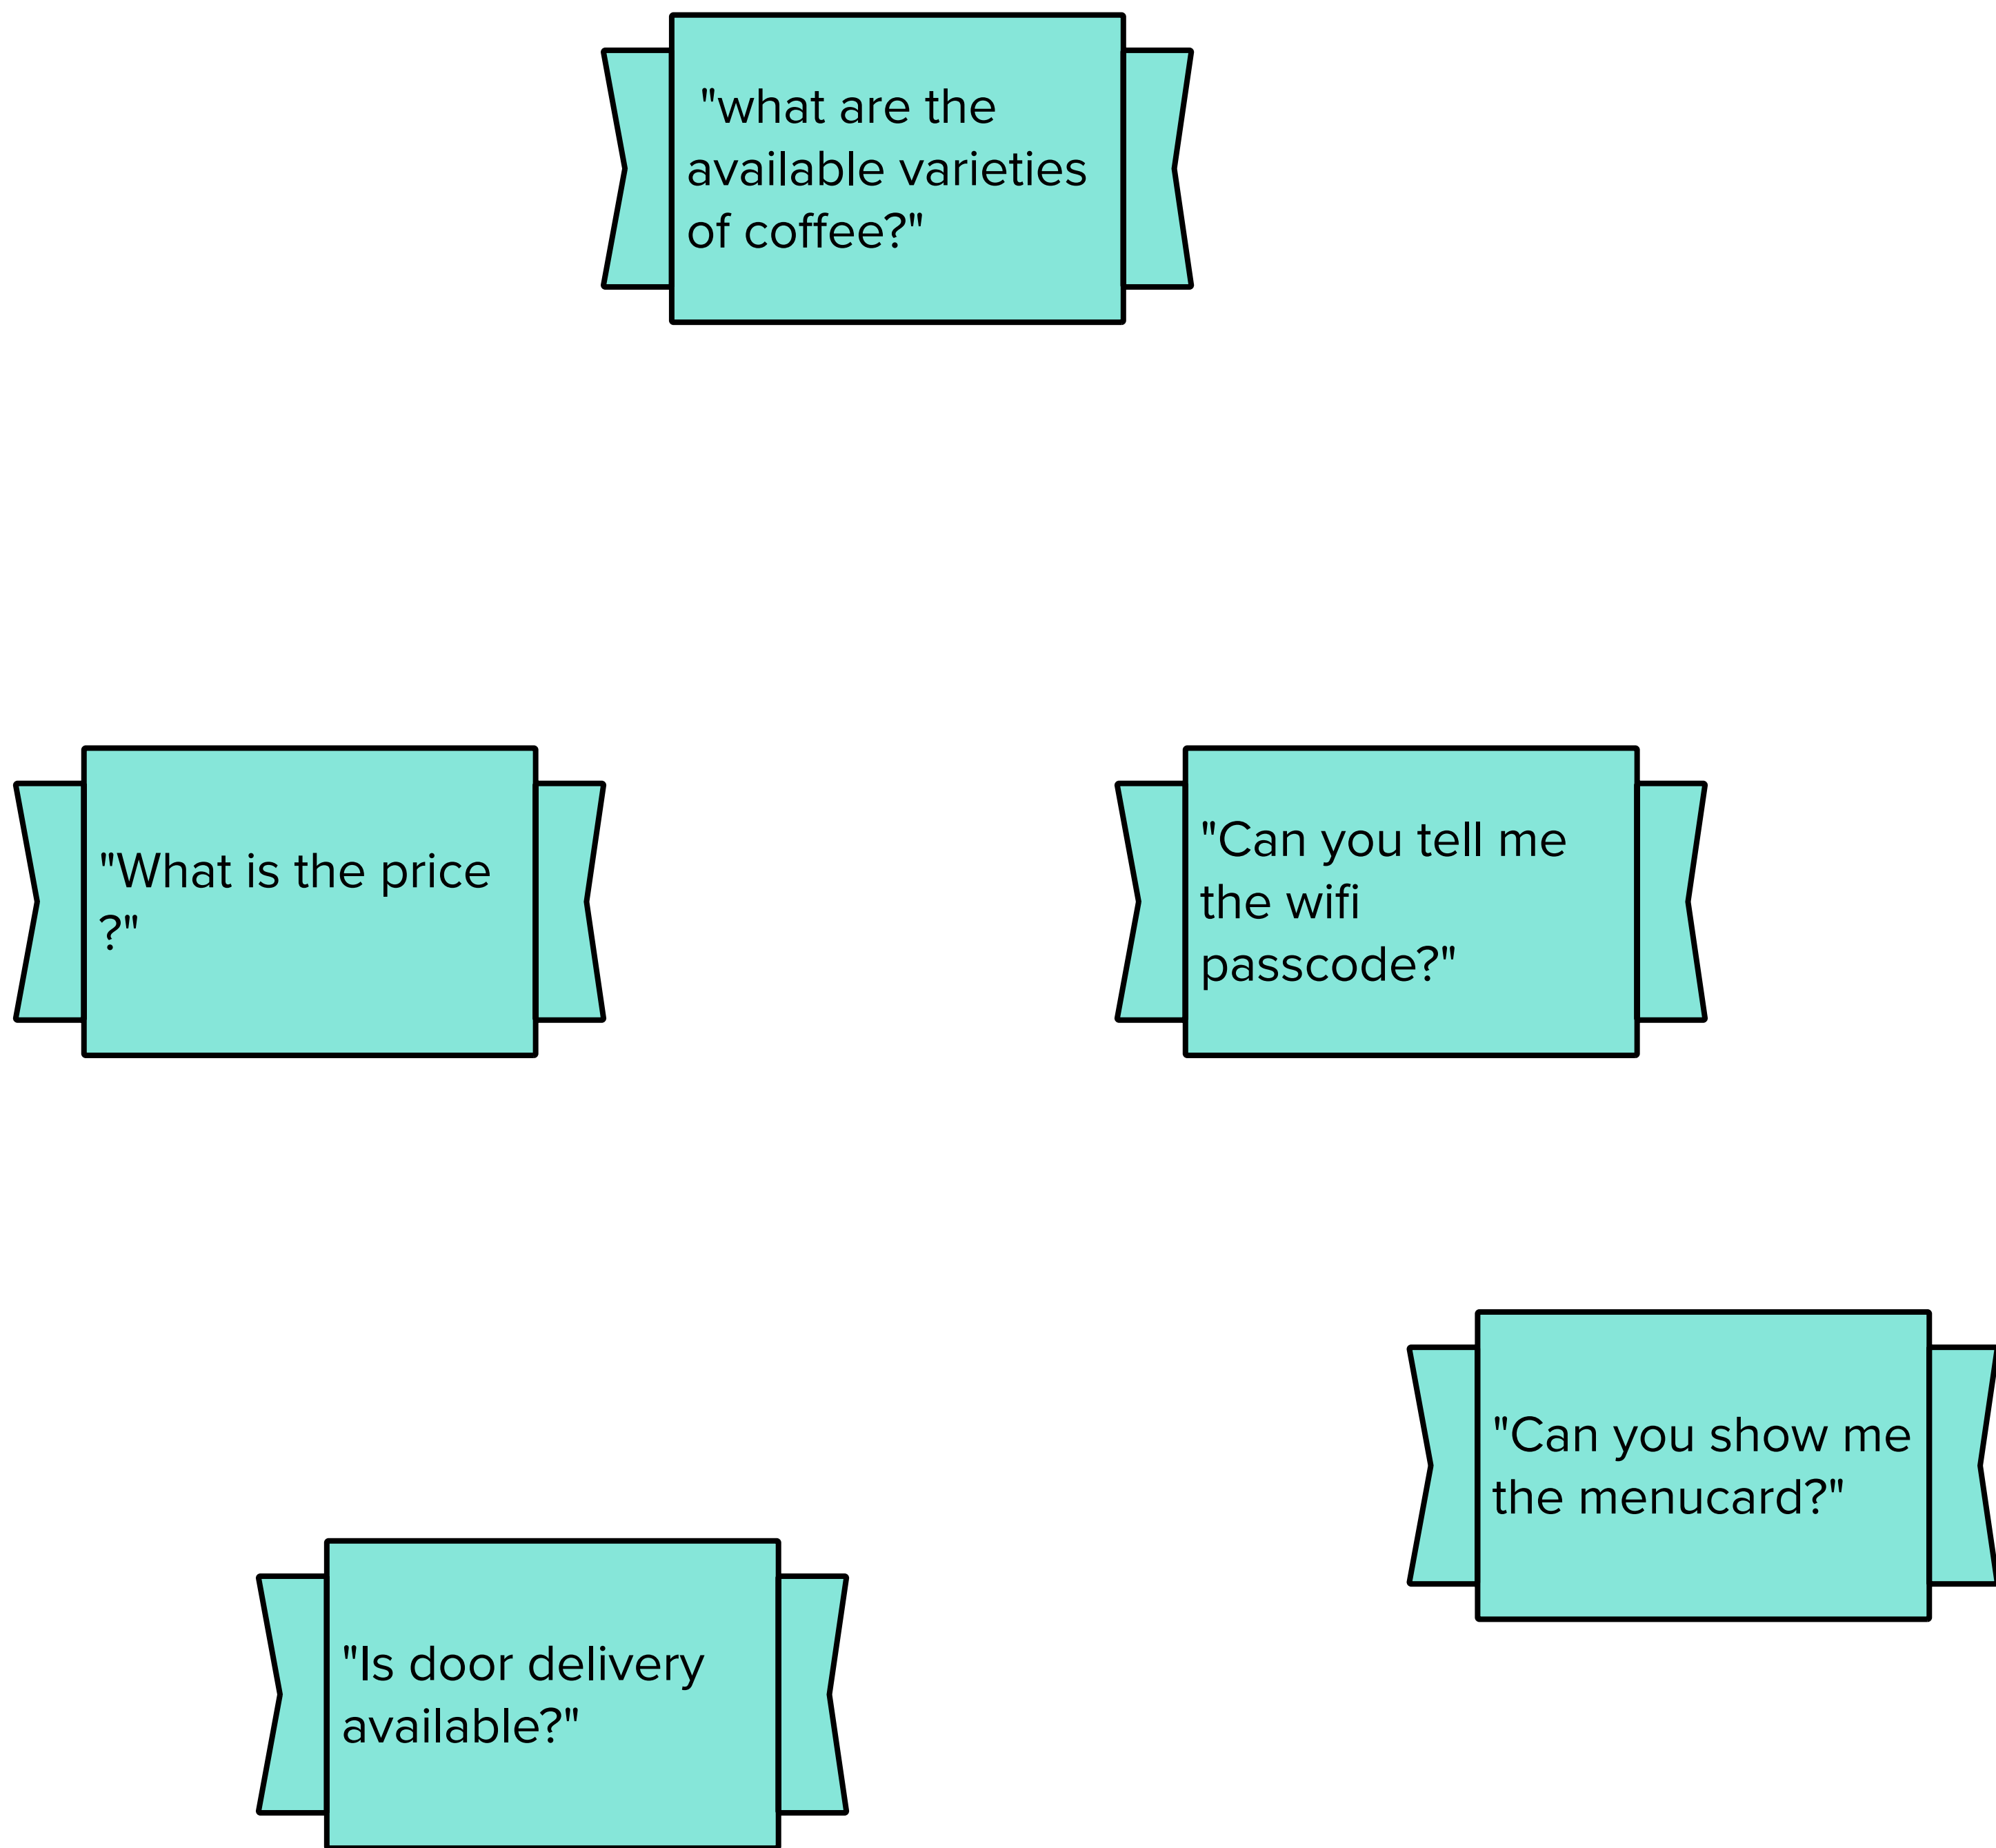 "what are the
available varieties
of coffee?"
"What is the price
?"
"Can you tell me
the wifi
passcode?"
"Can you show me
the menucard?"
"Is door delivery
available?"